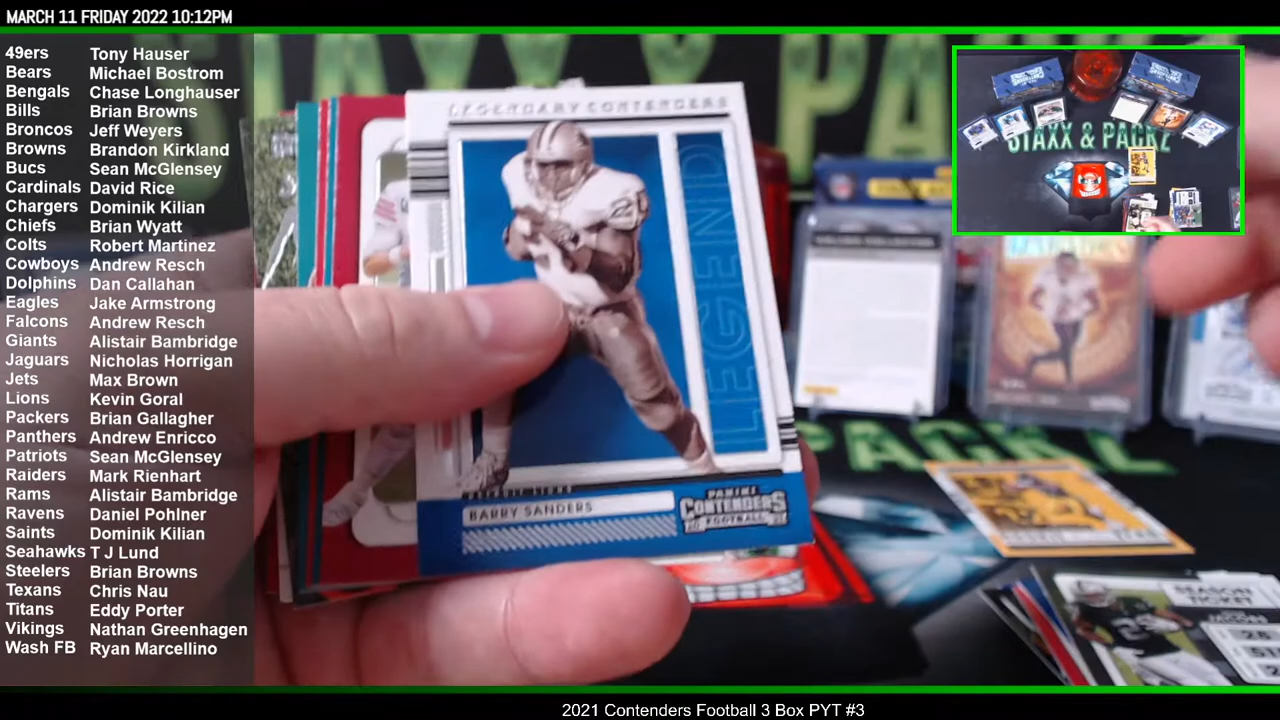 MARCH 11 FRIDAY 2022 10:12PM
49ers Tony Hauser
Bears Michael Bostrom
Bengals Chase Longhauser
Bills Brian Browns
Broncos Jeff Weyers
Browns Brandon Kirkland
Bucs Sean McGlensey
Cardinals David Rice
Chargers Dominik Kilian
Chiefs Brian Wyatt
Colts Robert Martinez
Cowboys Andrew Resch
Dolphins Dan Callahan
Eagles Jake Armstrong
Falcons Andrew Resch
Giants Alistair Bambridge
Jaguars Nicholas Horrigan
Jets Max Brown
Lions Kevin Goral
Packers Brian Gallagher
Panthers Andrew Enricco
Patriots Sean McGlensey
Raiders Mark Rienhart
Rams Alistair Bambridge
Ravens Daniel Pohlner
Saints Dominik Kilian
Seahawks T J Lund
Steelers Brian Browns
Texans Chris Nau
Titans Eddy Porter
Vikings Nathan Greenhagen
Wash FB Ryan Marcellino
LEGENDARY CONTENDERS
LEGEND
BARRY SANDERS
PANINI
CONTENDERS
FOOTBALL
STAXX & PACKZ
SEASON
TICKET
2021 Contenders Football 3 Box PYT #3